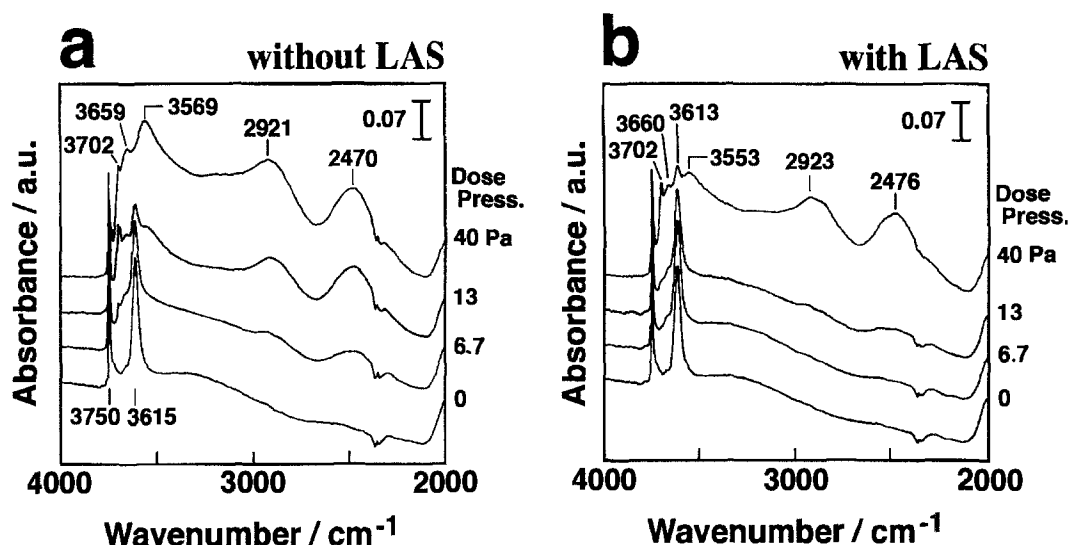 a
without LAS
3659
3569
3702
2921
2470
0.07
Dose
Press.
40 Pa
13
6.7
0
3750
3615
Absorbance / a.u.
4000
3000
2000
Wavenumber / cm-1
b
with LAS
3613
3660
3702
3553
2923
2476
0.07
Dose
Press.
40 Pa
13
6.7
0
Absorbance / a.u.
4000
3000
2000
Wavenumber / cm-1